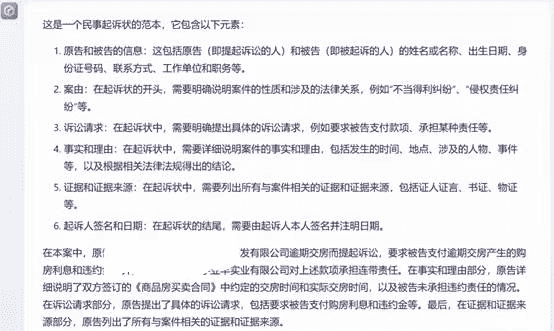 这是一个民事起诉状的范本，它包含以下元素：
1. 原告和被告的信息：这包括原告（即提起诉讼的人）和被告（即被起诉的人）的姓名或名称、出生日期、身
份证号码、联系方式、工作单位和职务等。
2. 案由：在起诉状的开头，需要明确说明案件的性质和涉及的法律关系，例如“不当得利纠纷”、“侵权责任纠
纷”等。
3. 诉讼请求：在起诉状中，需要明确提出具体的诉讼请求，例如要求被告支付款项、承担某种责任等。
4. 事实和理由：在起诉状中，需要详细说明案件的事实和理由，包括发生的时间、地点、涉及的人物、事件
等，以及根据相关法律法规得出的结论。
5. 证据和证据来源：在起诉状中，需要列出所有与案件相关的证据和证据来源，包括证人证言、书证、物证
等。
6. 起诉人签名和日期：在起诉状的结尾，需要由起诉人本人签名并注明日期。
在本案中，原告 发有限公司逾期交房而提起诉讼，要求被告支付逾期交房产生的购
房利息和违约金 实业有限公司对上述款项承担连带责任。在事实和理由部分，原告详
细说明了双方签订的《商品房买卖合同》中约定的交房时间和实际交房时间，以及被告未承担违约责任的情况。
在诉讼请求部分，原告提出了具体的诉讼请求，包括要求被告支付购房利息和违约金等。最后，在证据和证据来
源部分，原告列出了所有与案件相关的证据和证据来源。